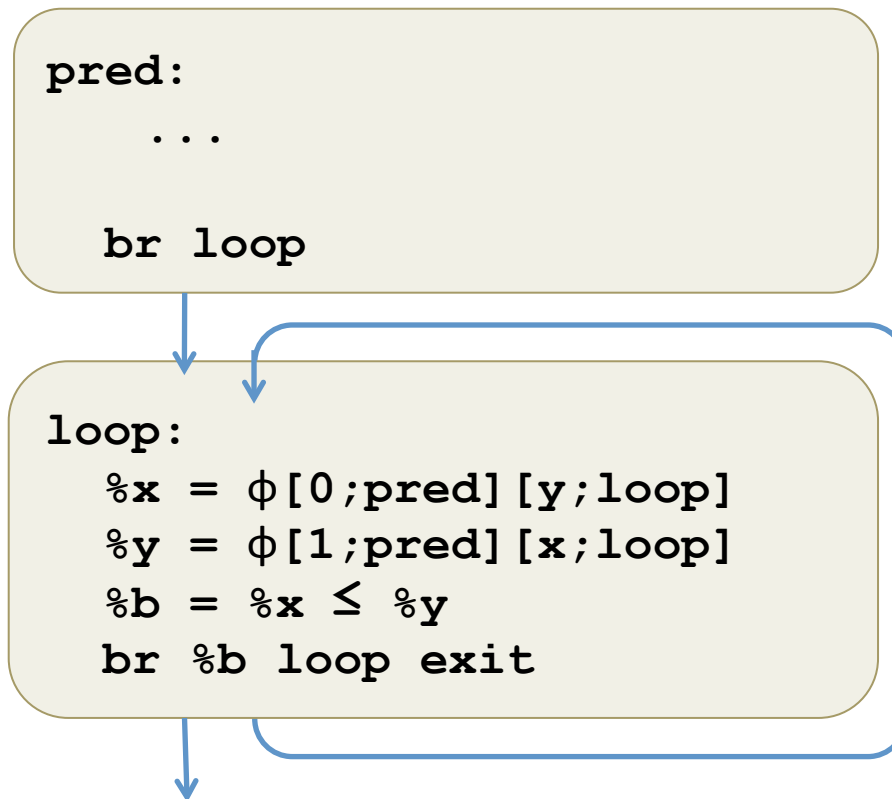 pred:
...
br loop
loop:
%x = ϕ[0;pred][y;loop]
%y = ϕ[1;pred][x;loop]
%b = %x ≤ %y
br %b loop exit